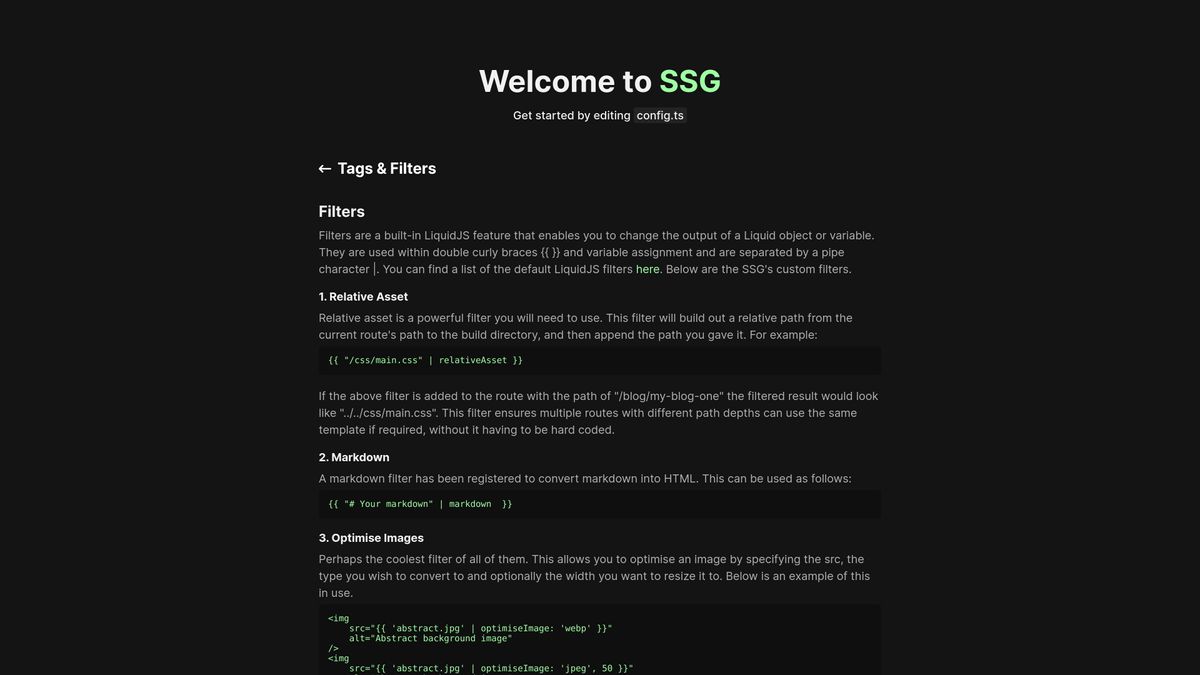 Welcome to SSG
Get started by editing config.ts
← Tags & Filters
Filters
Filters are a built-in LiquidJS feature that enables you to change the output of a Liquid object or variable.
They are used within double curly braces {{ }} and variable assignment and are separated by a pipe
character |. You can find a list of the default LiquidJS filters here. Below are the SSG's custom filters.
1. Relative Asset
Relative asset is a powerful filter you will need to use. This filter will build out a relative path from the
current route's path to the build directory, and then append the path you gave it. For example:
{{ "/css/main.css" | relativeAsset }}
If the above filter is added to the route with the path of "/blog/my-blog-one" the filtered result would look
like "../../css/main.css". This filter ensures multiple routes with different path depths can use the same
template if required, without it having to be hard coded.
2. Markdown
A markdown filter has been registered to convert markdown into HTML. This can be used as follows:
{{ "# Your markdown" | markdown  }}
3. Optimise Images
Perhaps the coolest filter of all of them. This allows you to optimise an image by specifying the src, the
type you wish to convert to and optionally the width you want to resize it to. Below is an example of this
in use.
<img
    src="{{ 'abstract.jpg' | optimiseImage: 'webp' }}"
    alt="Abstract background image"
/>
<img
    src="{{ 'abstract.jpg' | optimiseImage: 'jpeg', 50 }}"